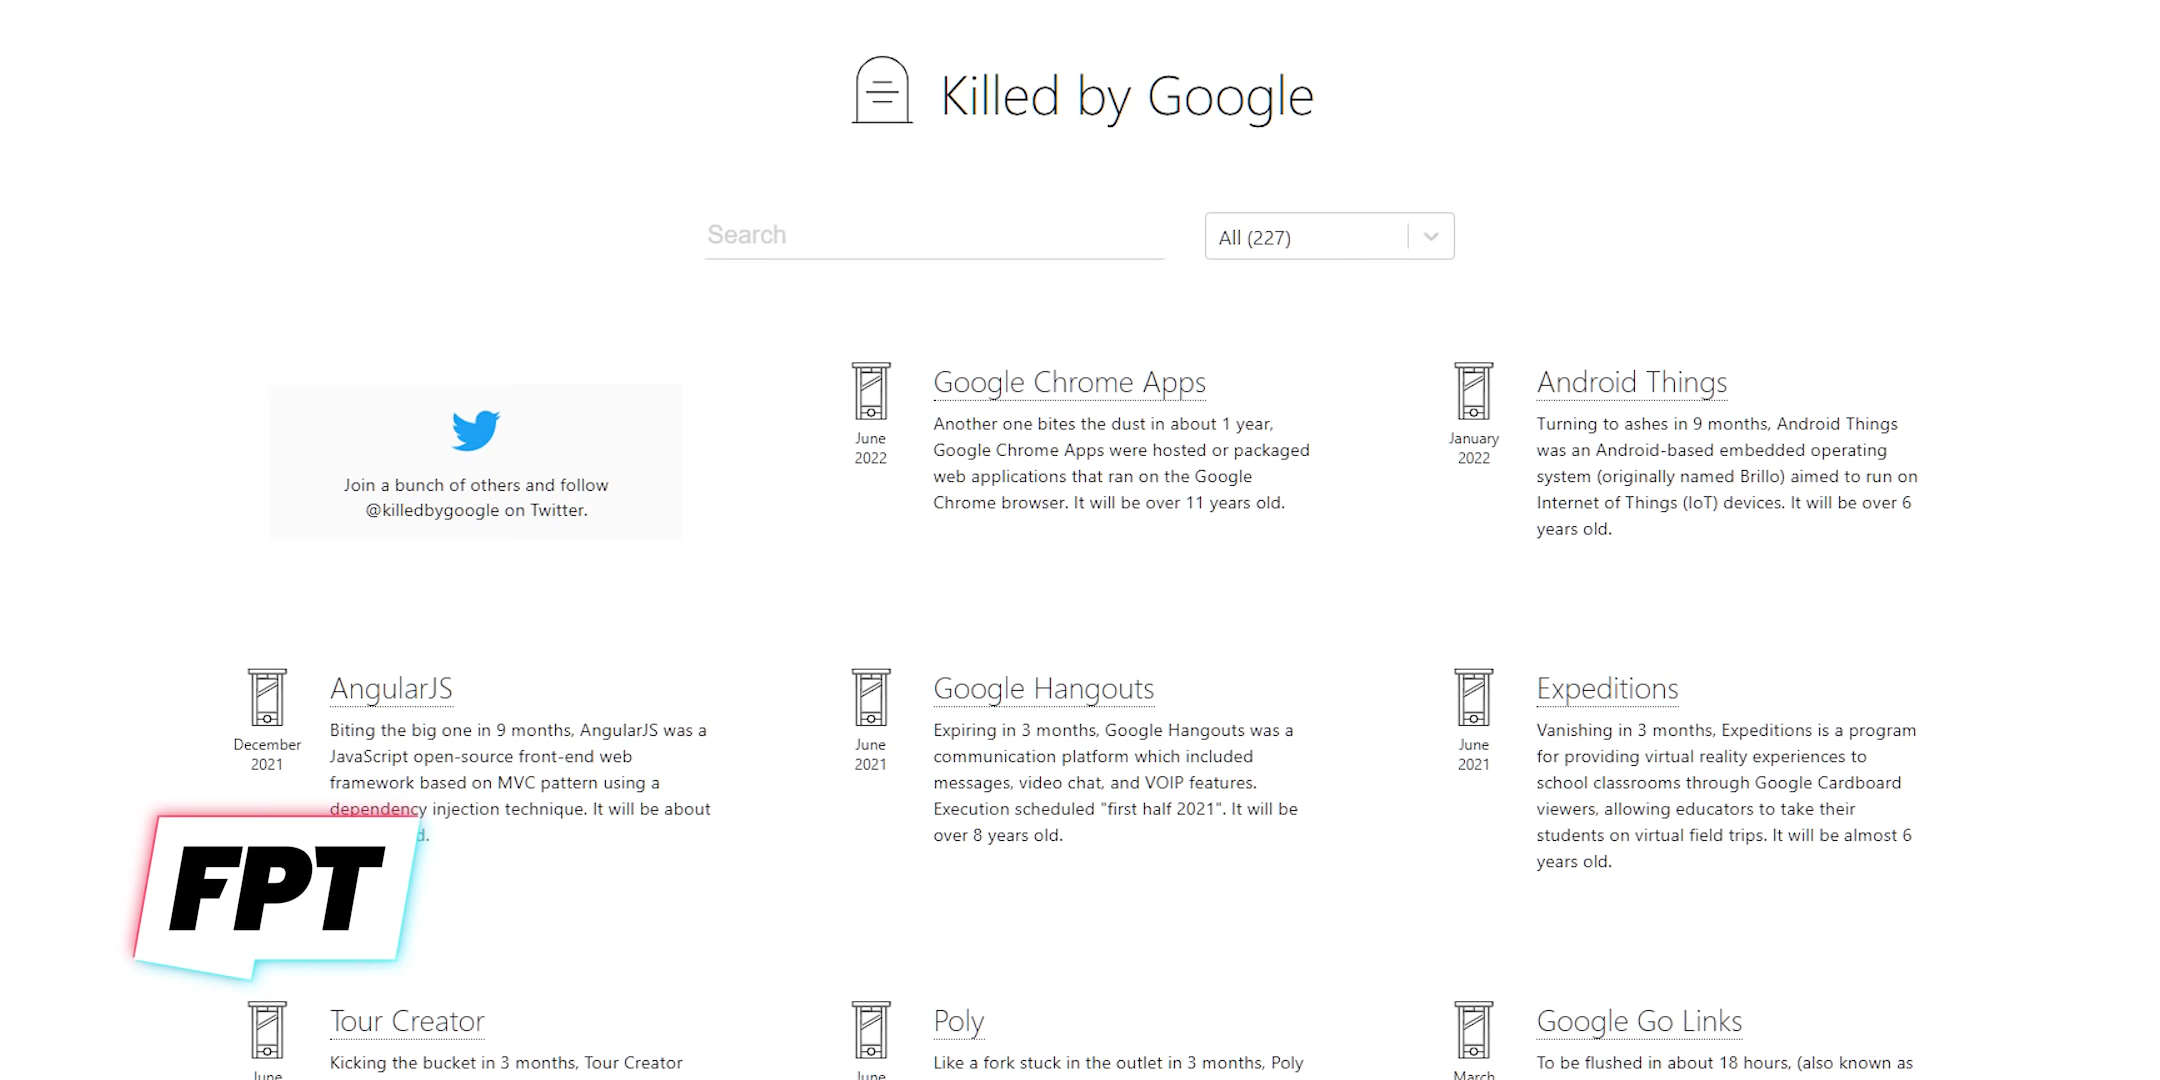 Killed by Google
Search
All (227)
Join a bunch of others and follow
@killedbygoogle on Twitter.
June
2022
Google Chrome Apps
Another one bites the dust in about 1 year,
Google Chrome Apps were hosted or packaged
web applications that ran on the Google
Chrome browser. It will be over 11 years old.
January
2022
Android Things
Turning to ashes in 9 months, Android Things
was an Android-based embedded operating
system (originally named Brillo) aimed to run on
Internet of Things (IoT) devices. It will be over 6
years old.
December
2021
AngularJS
Biting the big one in 9 months, AngularJS was a
JavaScript open-source front-end web
framework based on MVC pattern using a
dependency injection technique. It will be about
d.
June
2021
Google Hangouts
Expiring in 3 months, Google Hangouts was a
communication platform which included
messages, video chat, and VOIP features.
Execution scheduled "first half 2021". It will be
over 8 years old.
June
2021
Expeditions
Vanishing in 3 months, Expeditions is a program
for providing virtual reality experiences to
school classrooms through Google Cardboard
viewers, allowing educators to take their
students on virtual field trips. It will be almost 6
years old.
FPT
June
Tour Creator
Kicking the bucket in 3 months, Tour Creator
June
Poly
Like a fork stuck in the outlet in 3 months, Poly
March
Google Go Links
To be flushed in about 18 hours, (also known as